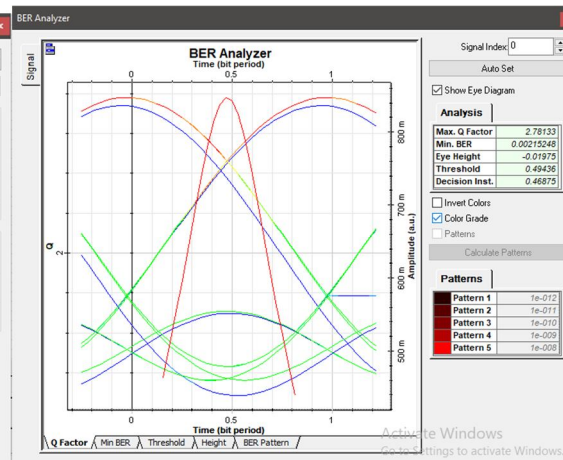 BER Analyzer
Signal
BER Analyzer
Time (bit period)
0 0.5 1
Q
2
800 m
700 m
600 m
500 m
Amplitude (a.u.)
0 0.5 1
Time (bit period)
Q Factor Min BER Threshold Height BER Pattern
Signal Index: 0
Auto Set
Show Eye Diagram
Analysis
Max. Q Factor 2.78133
Min. BER 0.00215248
Eye Height -0.01975
Threshold 0.49436
Decision Inst. 0.46875
Invert Colors
Color Grade
Patterns
Calculate Patterns
Patterns
Pattern 1 1e-012
Pattern 2 1e-011
Pattern 3 1e-010
Pattern 4 1e-009
Pattern 5 1e-008
Activate Windows
Go to Settings to activate Windows.